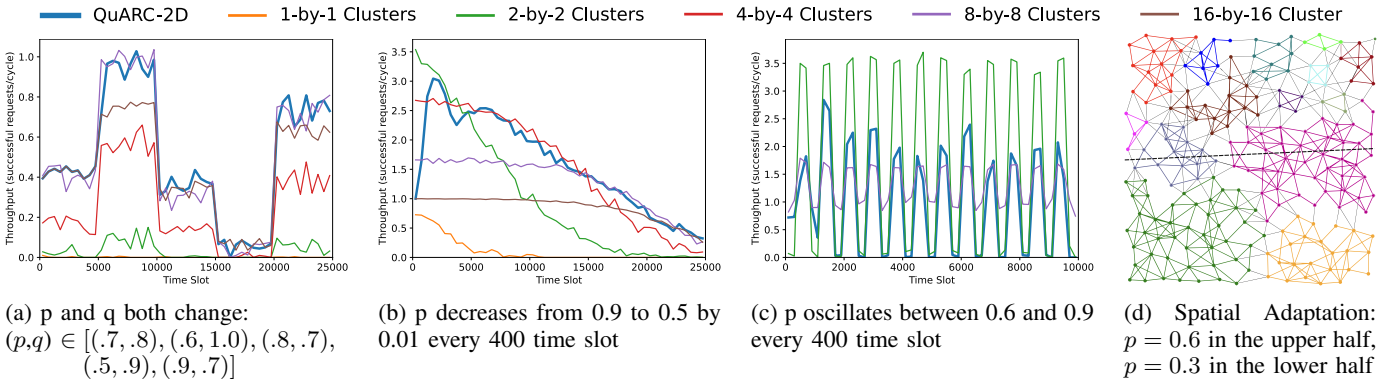 QuARC-2D 1-by-1 Clusters 2-by-2 Clusters 4-by-4 Clusters 8-by-8 Clusters 16-by-16 Cluster
Throughput (successful requests/cycle)
1.0
0.8
0.6
0.4
0.2
0.0
0 5000 10000 15000 20000 25000
Time Slot
(a) p and q both change:
(p,q) ∈ [(.7, .8), (.6, 1.0), (.8, .7),
(.5, .9), (.9, .7)]
Throughput (successful requests/cycle)
3.5
3.0
2.5
2.0
1.5
1.0
0.5
0.0
0 5000 10000 15000 20000 25000
Time Slot
(b) p decreases from 0.9 to 0.5 by
0.01 every 400 time slot
Throughput (successful requests/cycle)
3.5
3.0
2.5
2.0
1.5
1.0
0.5
0.0
0 2000 4000 6000 8000 10000
Time Slot
(c) p oscillates between 0.6 and 0.9
every 400 time slot
(d) Spatial Adaptation:
p = 0.6 in the upper half,
p = 0.3 in the lower half